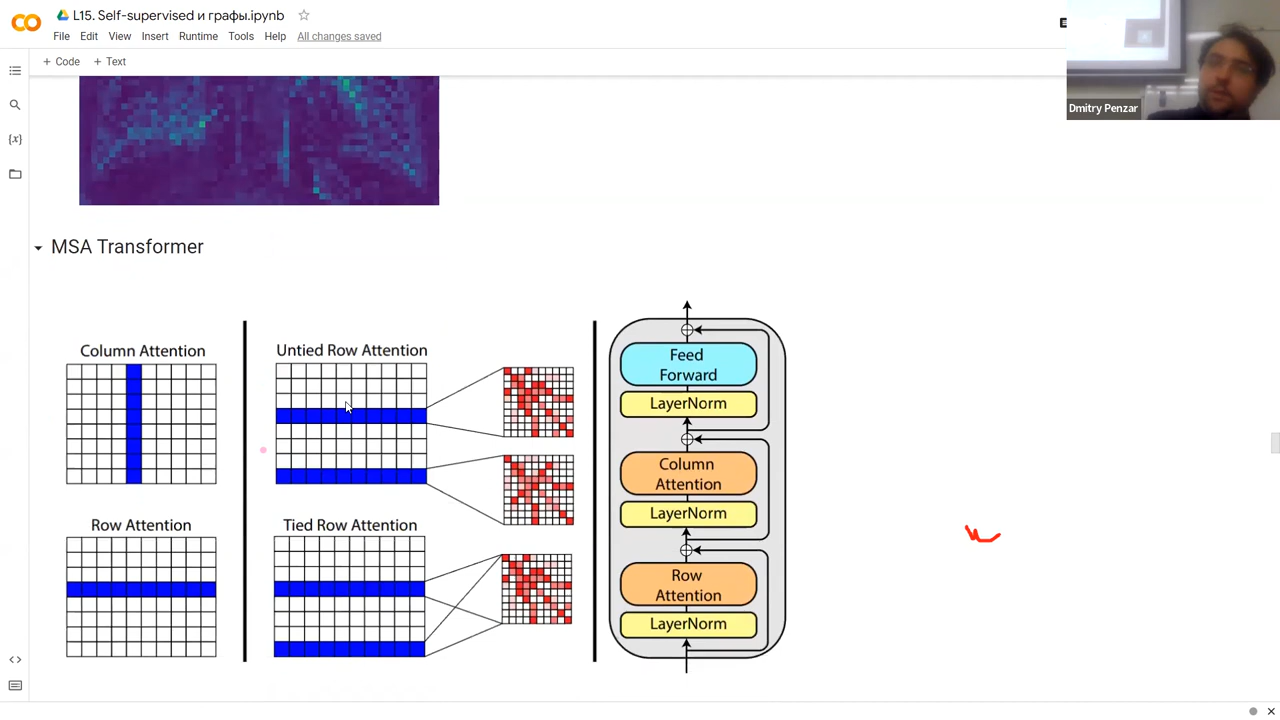 L15. Self-supervised и графы.ipynb
File Edit View Insert Runtime Tools Help All changes saved
+ Code + Text
Dmitry Penzar
MSA Transformer
Column Attention
Untied Row Attention
Row Attention
Tied Row Attention
Feed
Forward
LayerNorm
Column
Attention
LayerNorm
Row
Attention
LayerNorm